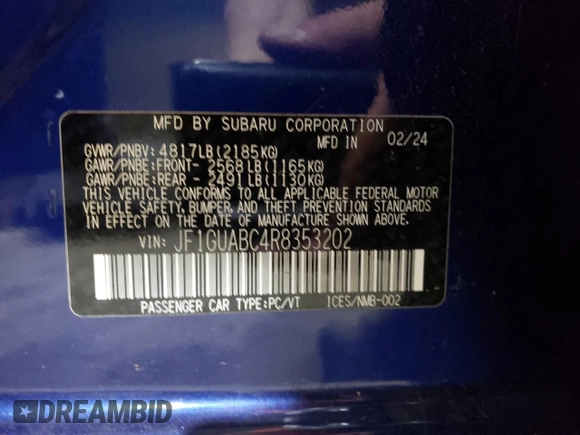 MFD BY SUBARU CORPORATION
MFD IN 02/24
GVWR/PNBV: 4817LB (2185KG)
GAWR/PNBE:FRONT- 2568LB (1165KG)
GAWR/PNBE:REAR - 2491LB (1130KG)
THIS VEHICLE CONFORMS TO ALL APPLICABLE FEDERAL MOTOR
VEHICLE SAFETY, BUMPER, AND THEFT PREVENTION STANDARDS
IN EFFECT ON THE DATE OF MANUFACTURE SHOWN ABOVE.
VIN: JF1GUABC4R8353202
PASSENGER CAR TYPE:PC/VT ICES/NMB-002
DREAMBID